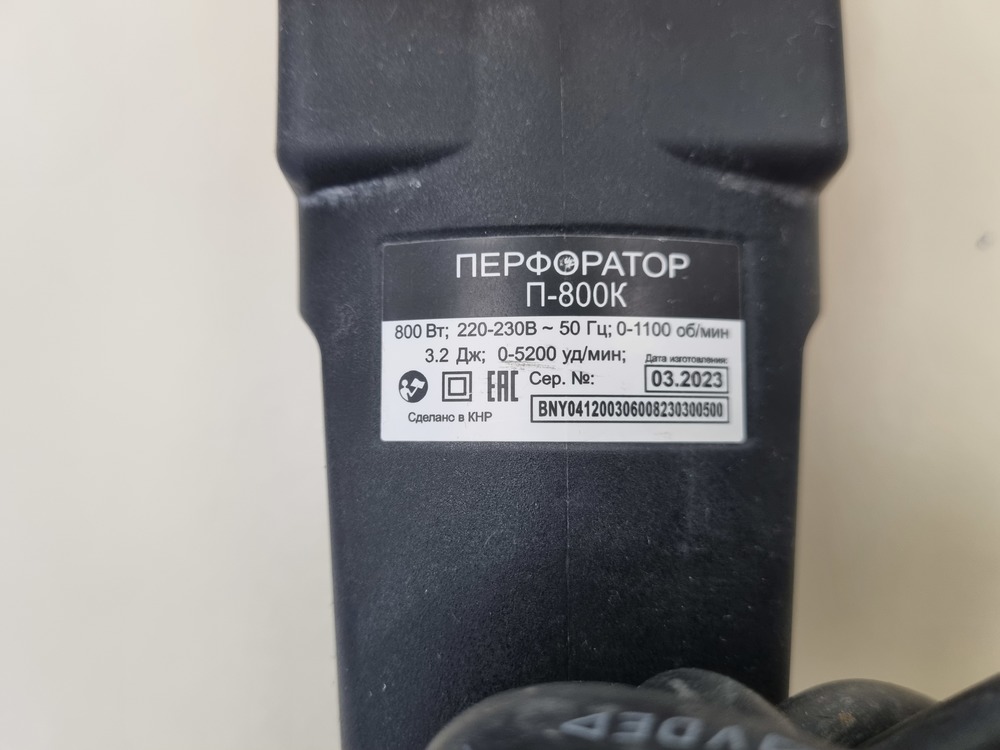 ПЕРФОРАТОР
П-800К
800 Вт; 220-230В ~ 50 Гц; 0-1100 об/мин
3.2 Дж; 0-5200 уд/мин;
Дата изготовления:
EAC Сер. №: 03.2023
Сделано в КНР BNY041200306008230300500